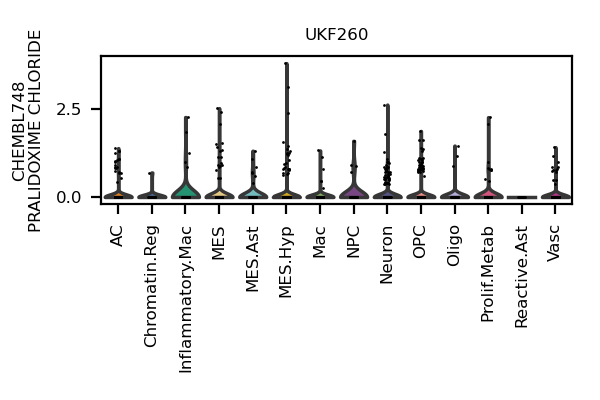 UKF260
CHEMBL748
PRALIDOXIME CHLORIDE
2.5
0.0
AC
Chromatin.Reg
Inflammatory.Mac
MES
MES.Ast
MES.Hyp
Mac
NPC
Neuron
OPC
Oligo
Prolif.Metab
Reactive.Ast
Vasc